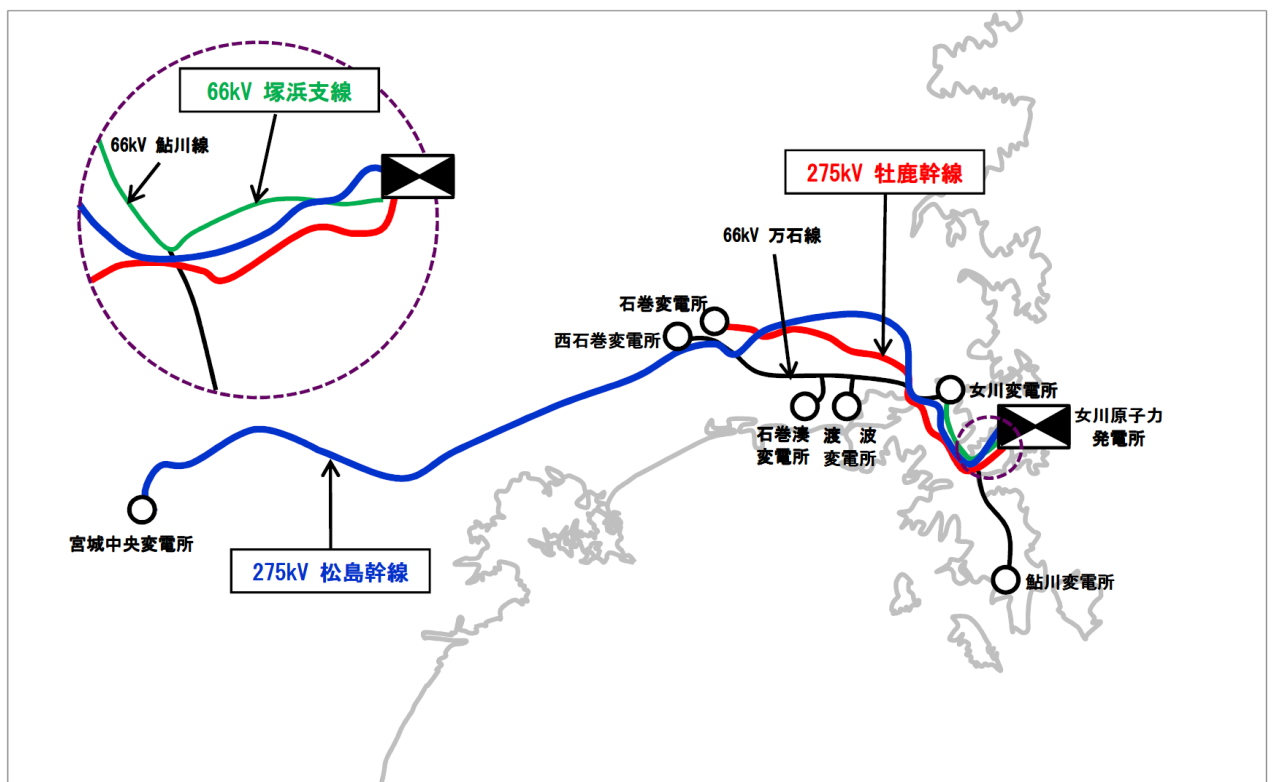 66kV 塚浜支線
66kV 鮎川線
275kV 牡鹿幹線
66kV 万石線
石巻変電所
西石巻変電所
女川変電所
石巻湊
変電所
渡 波
変電所
女川原子力
発電所
宮城中央変電所
275kV 松島幹線
鮎川変電所